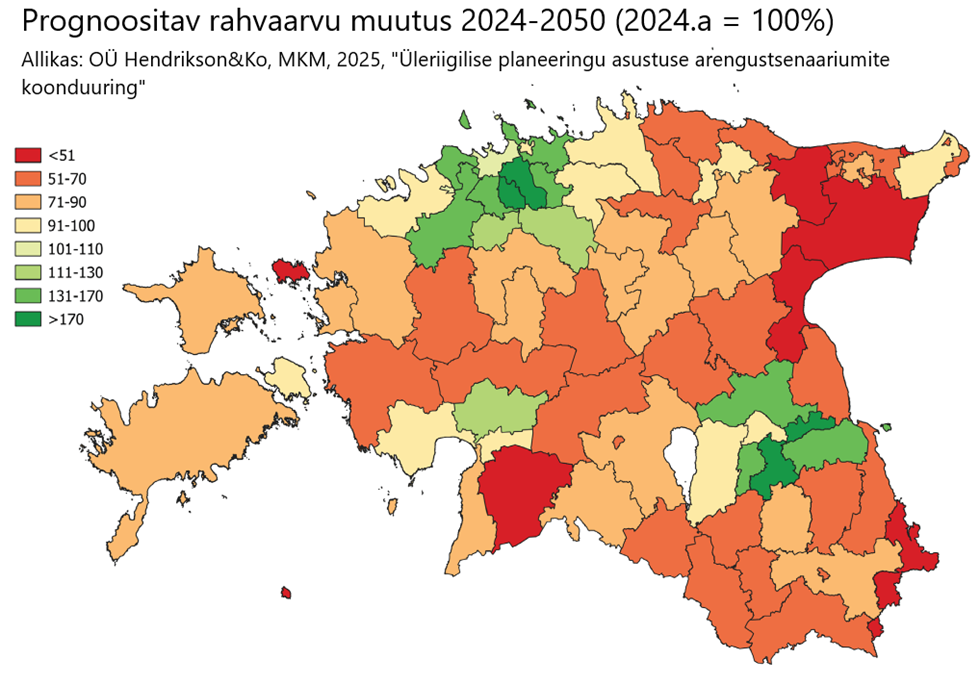 Prognoositav rahvaarvu muutus 2024-2050 (2024.a = 100%)
Allikas: OÜ Hendrikson&Ko, MKM, 2025, "Üleriigilise planeeringu asustuse arengustsenaariumite
koonduuring"
<51
51-70
71-90
91-100
101-110
111-130
131-170
>170